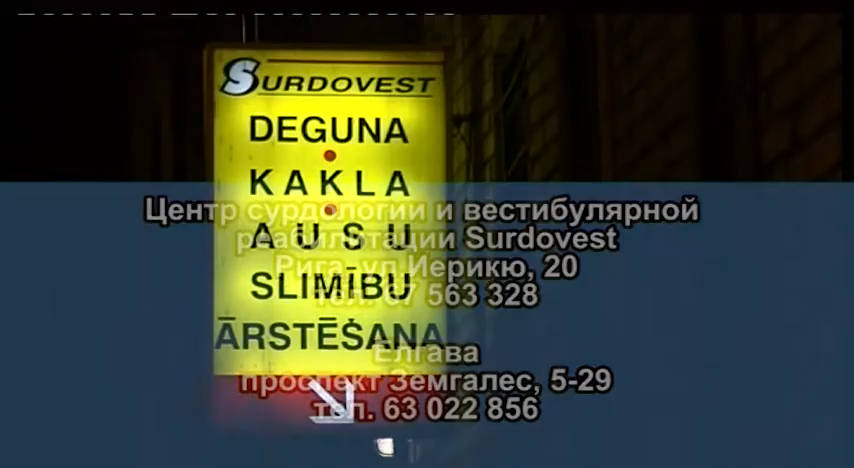 SURDOVEST
DEGUNA
KAKLA
AUSU
SLIMĪBU
ĀRSTĒŠANA
Центр сурдологии и вестибулярной
реабилитации Surdovest
Рига, ул.Иерикю, 20
тел. 67 563 328
Елгава
проспект Земгалес, 5-29
тел. 63 022 856